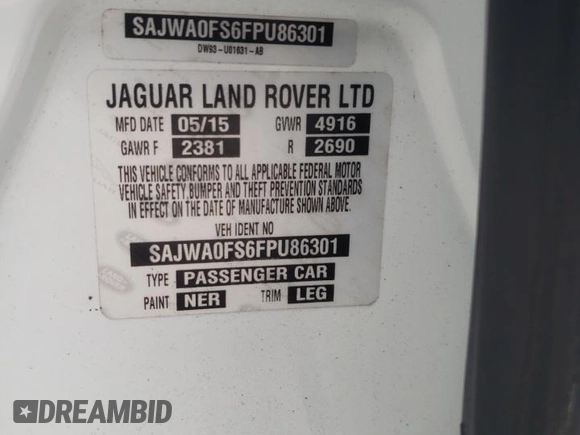 SAJWA0FS6FPU86301
DW93-U01631-AB
JAGUAR LAND ROVER LTD
MFD DATE 05/15 GVWR 4916
GAWR F 2381 R 2690
THIS VEHICLE CONFORMS TO ALL APPLICABLE FEDERAL MOTOR
VEHICLE SAFETY BUMPER AND THEFT PREVENTION STANDARDS
IN EFFECT ON THE DATE OF MANUFACTURE SHOWN ABOVE.
VEH IDENT NO
SAJWA0FS6FPU86301
TYPE PASSENGER CAR
PAINT NER TRIM LEG
DREAMBID